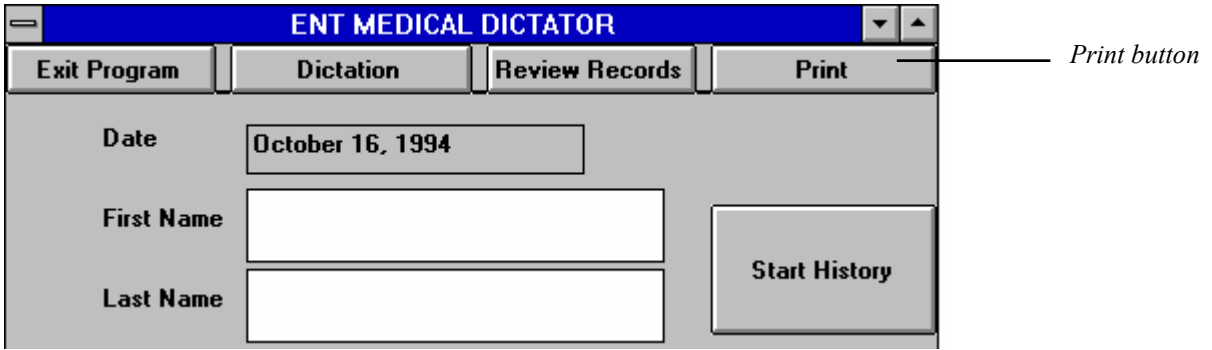 ENT MEDICAL DICTATOR
Exit Program Dictation Review Records Print
Print button
Date October 16, 1994
First Name
Start History
Last Name